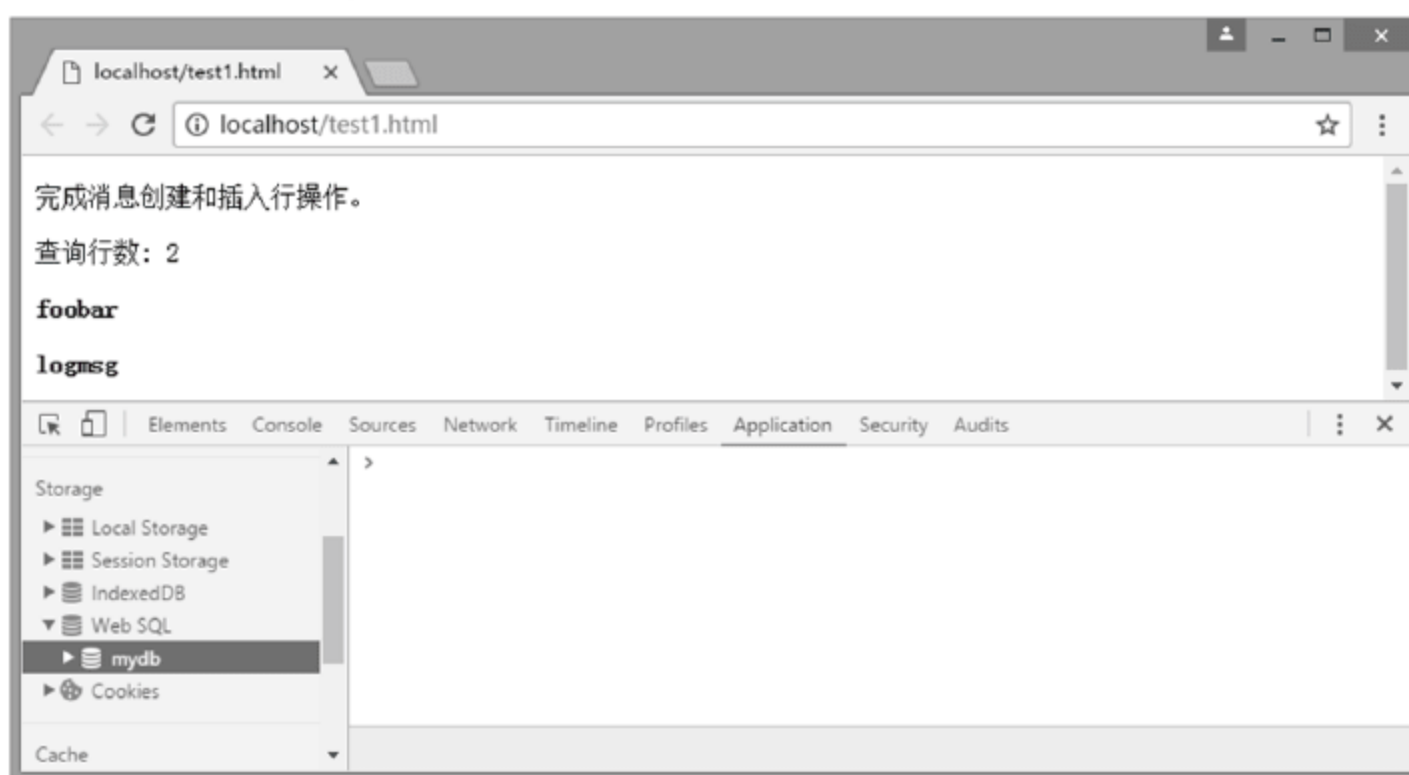 localhost/test1.html
localhost/test1.html
完成消息创建和插入行操作。
查询行数: 2
foobar
logmsg
Elements Console Sources Network Timeline Profiles Application Security Audits
Storage
Local Storage
Session Storage
IndexedDB
Web SQL
mydb
Cookies
Cache